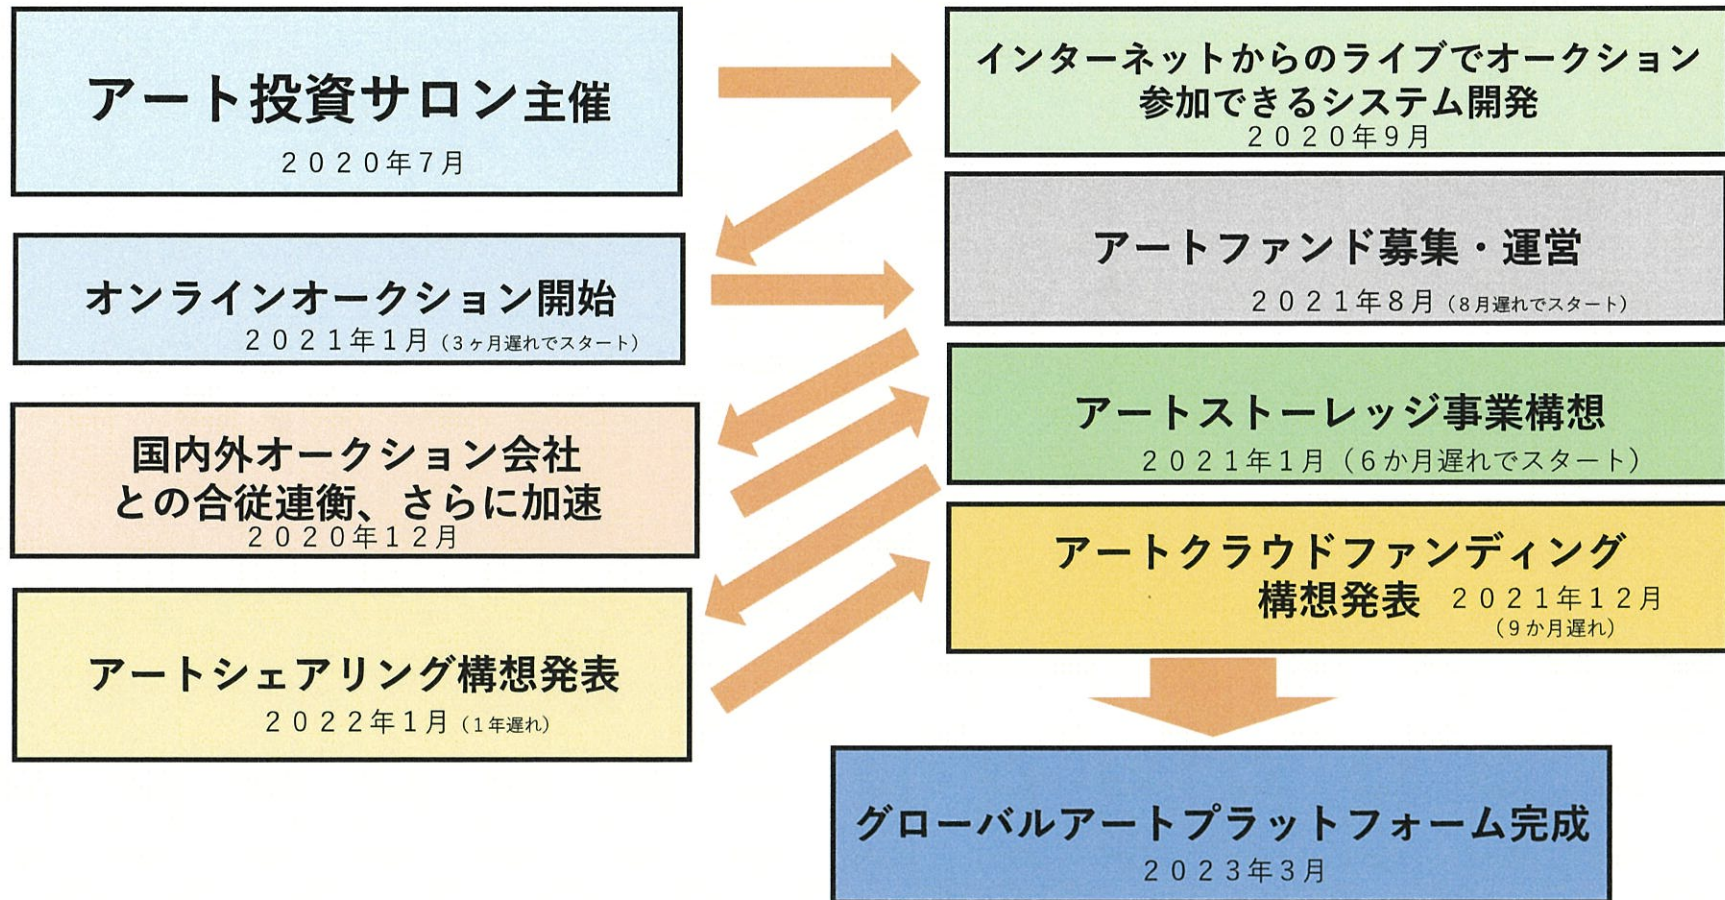 アート投資サロン主催
２０２０年７月
インターネットからのライブでオークション
参加できるシステム開発
２０２０年９月
オンラインオークション開始
２０２１年１月（３ヶ月遅れでスタート）
アートファンド募集・運営
２０２１年８月（８月遅れでスタート）
国内外オークション会社
との合従連衡、さらに加速
２０２０年１２月
アートストーレッジ事業構想
２０２１年１月（６か月遅れでスタート）
アートシェアリング構想発表
２０２２年１月（１年遅れ）
アートクラウドファンディング
構想発表 ２０２１年１２月
（９か月遅れ）
グローバルアートプラットフォーム完成
２０２３年３月